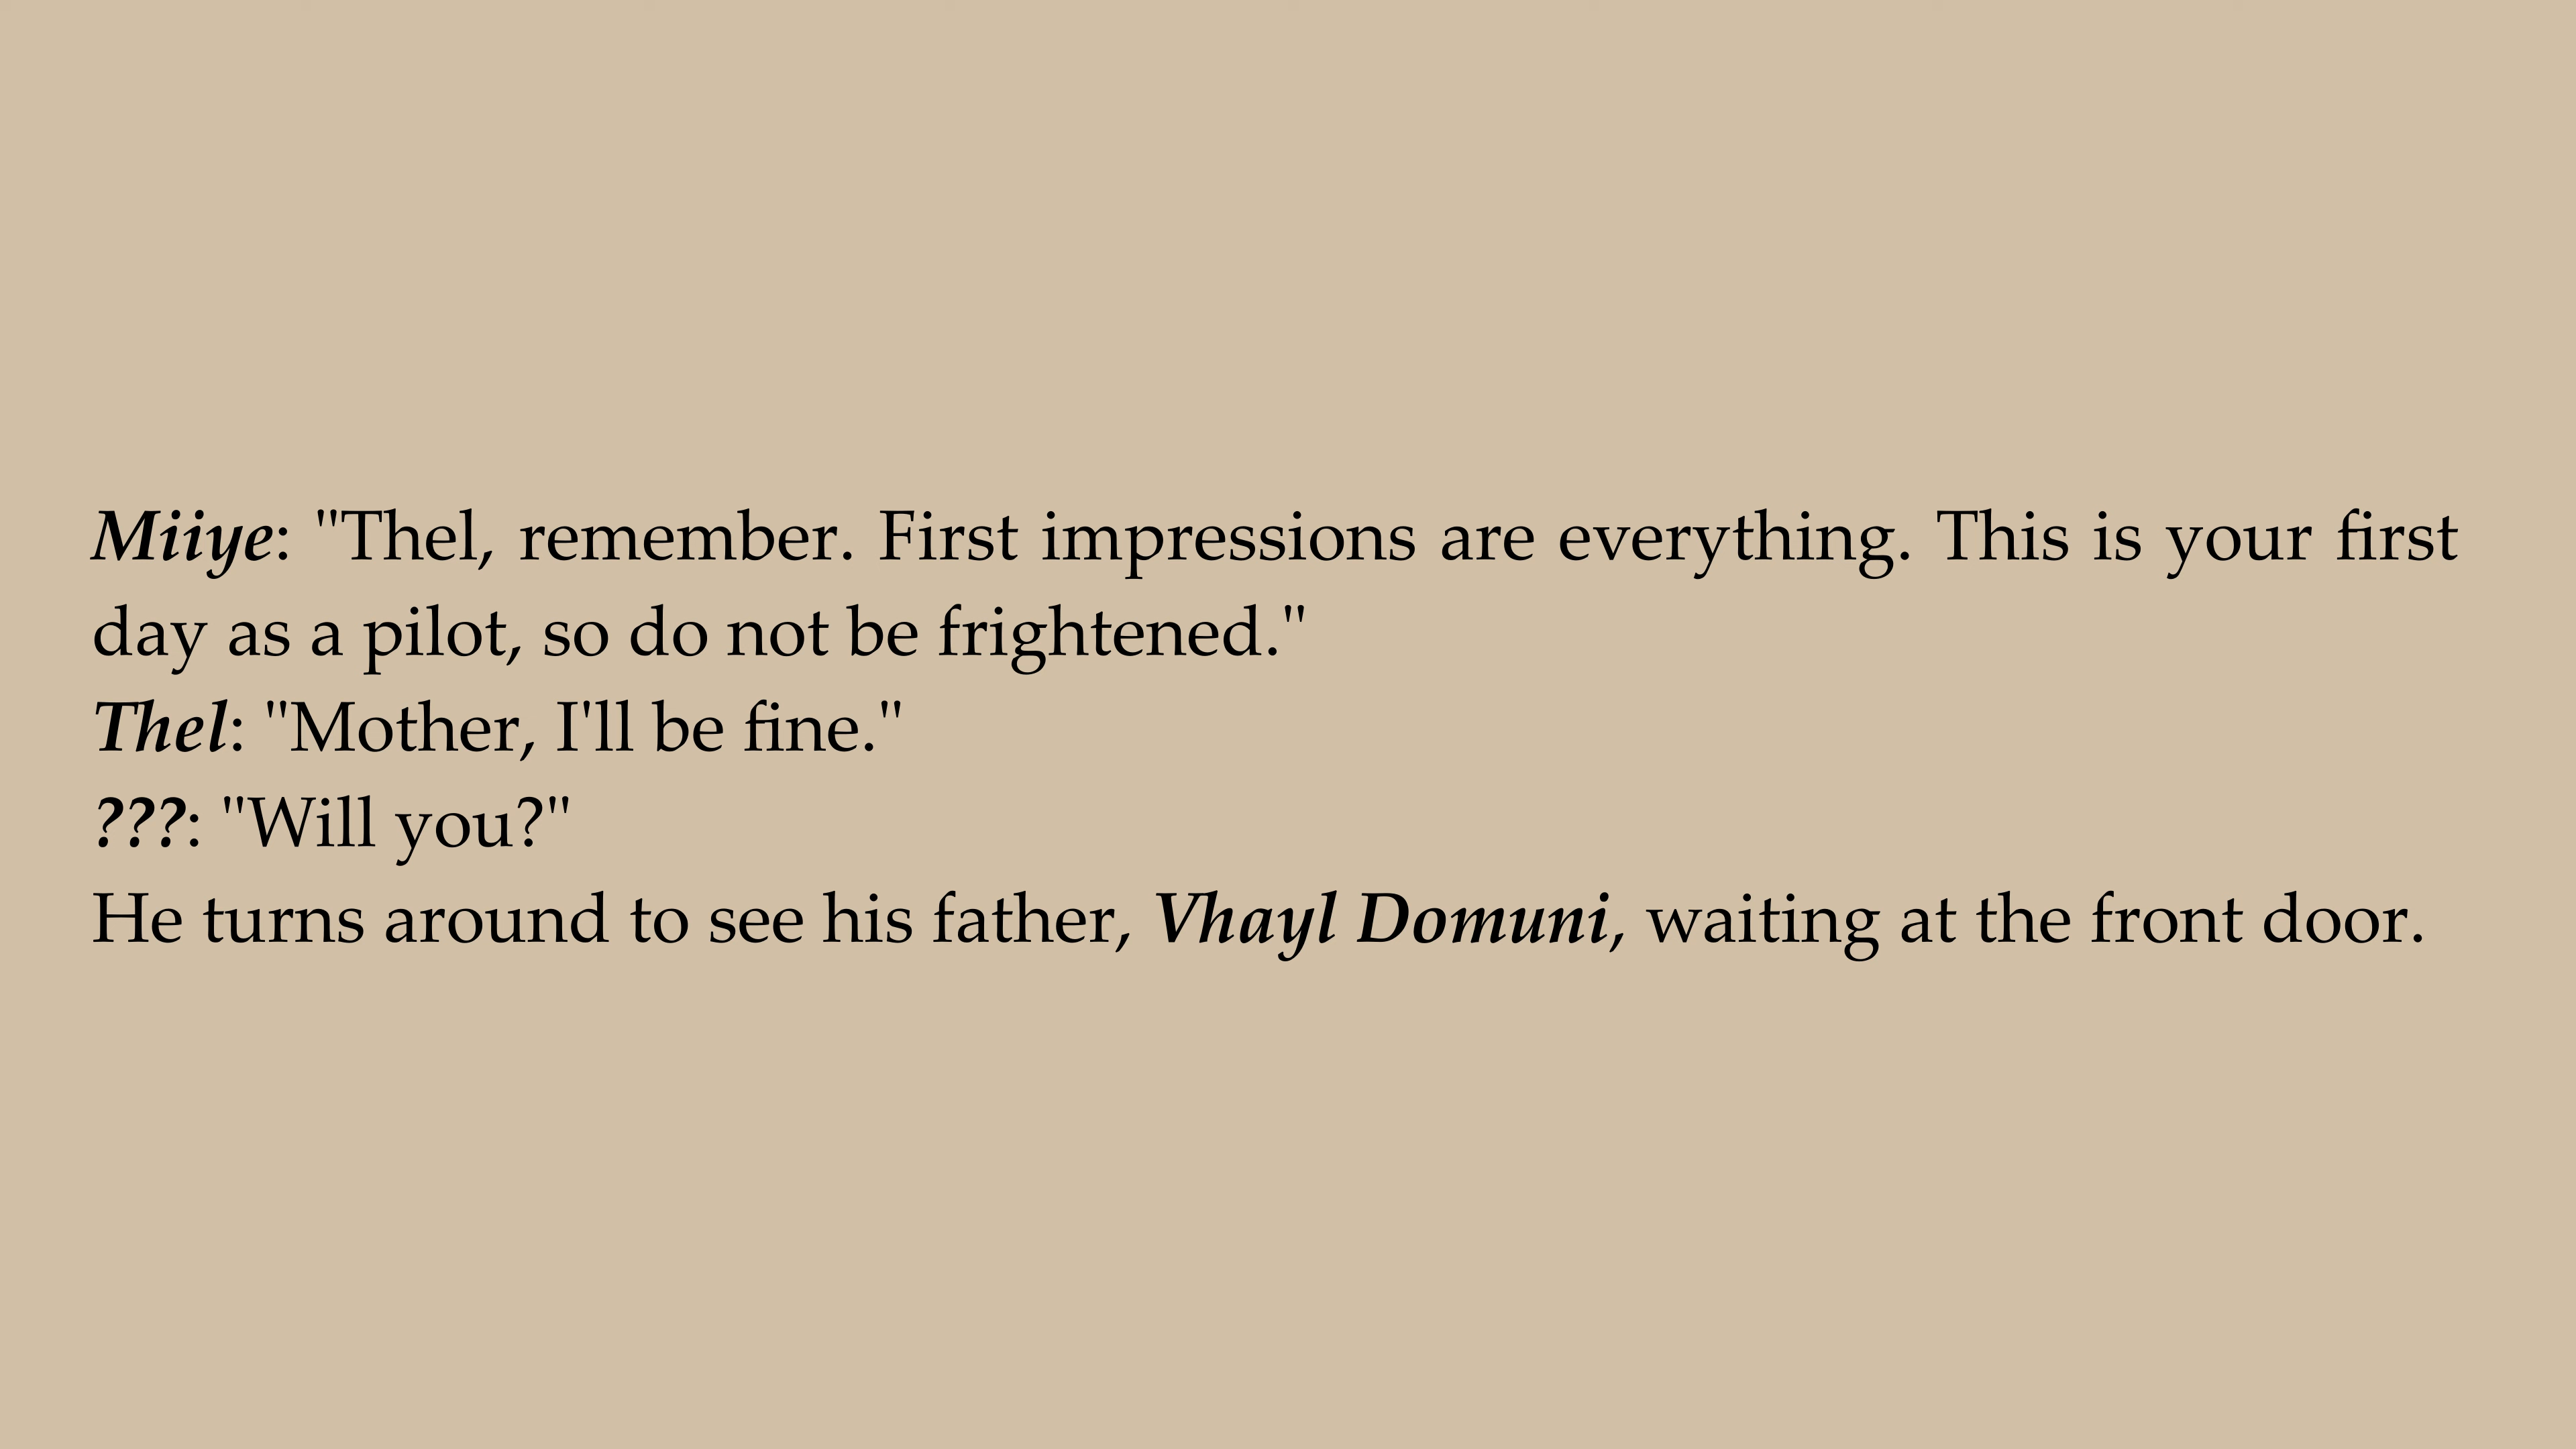 Miiye: "Thel, remember. First impressions are everything. This is your first
day as a pilot, so do not be frightened."
Thel: "Mother, I'll be fine."
???: "Will you?"
He turns around to see his father, Vhayl Domuni, waiting at the front door.